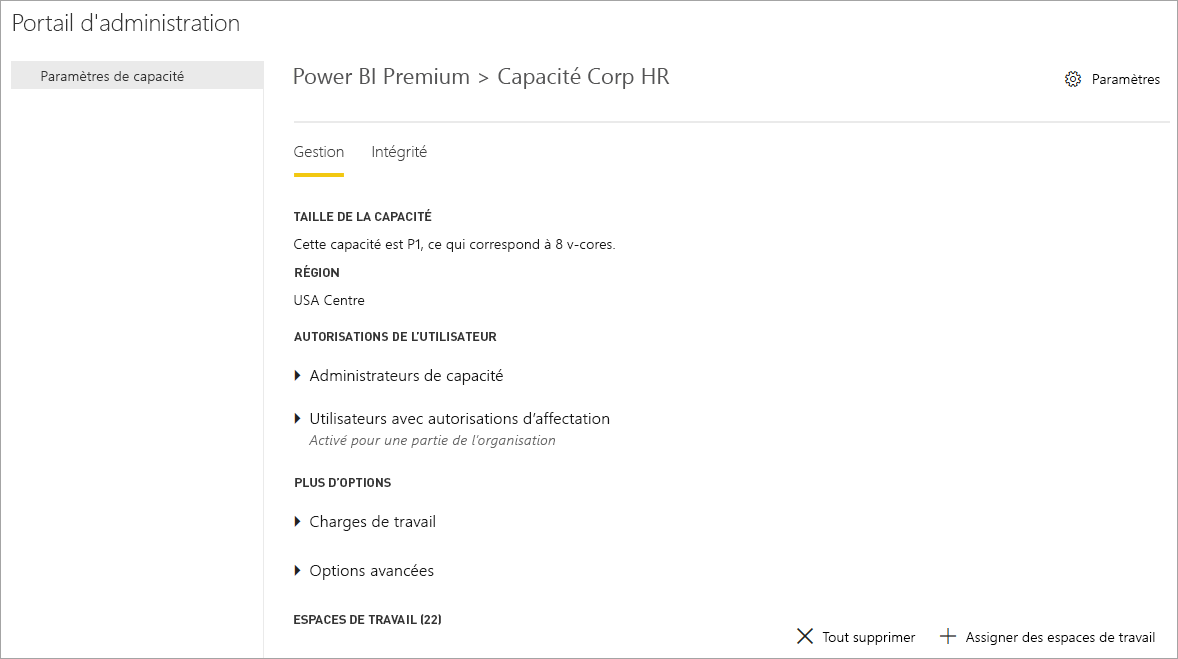 Portail d'administration
Paramètres de capacité
Power BI Premium > Capacité Corp HR
Paramètres
Gestion
Intégrité
TAILLE DE LA CAPACITÉ
Cette capacité est P1, ce qui correspond à 8 v-cores.
RÉGION
USA Centre
AUTORISATIONS DE L’UTILISATEUR
Administrateurs de capacité
Utilisateurs avec autorisations d’affectation
Activé pour une partie de l’organisation
PLUS D’OPTIONS
Charges de travail
Options avancées
ESPACES DE TRAVAIL (22)
Tout supprimer
Assigner des espaces de travail